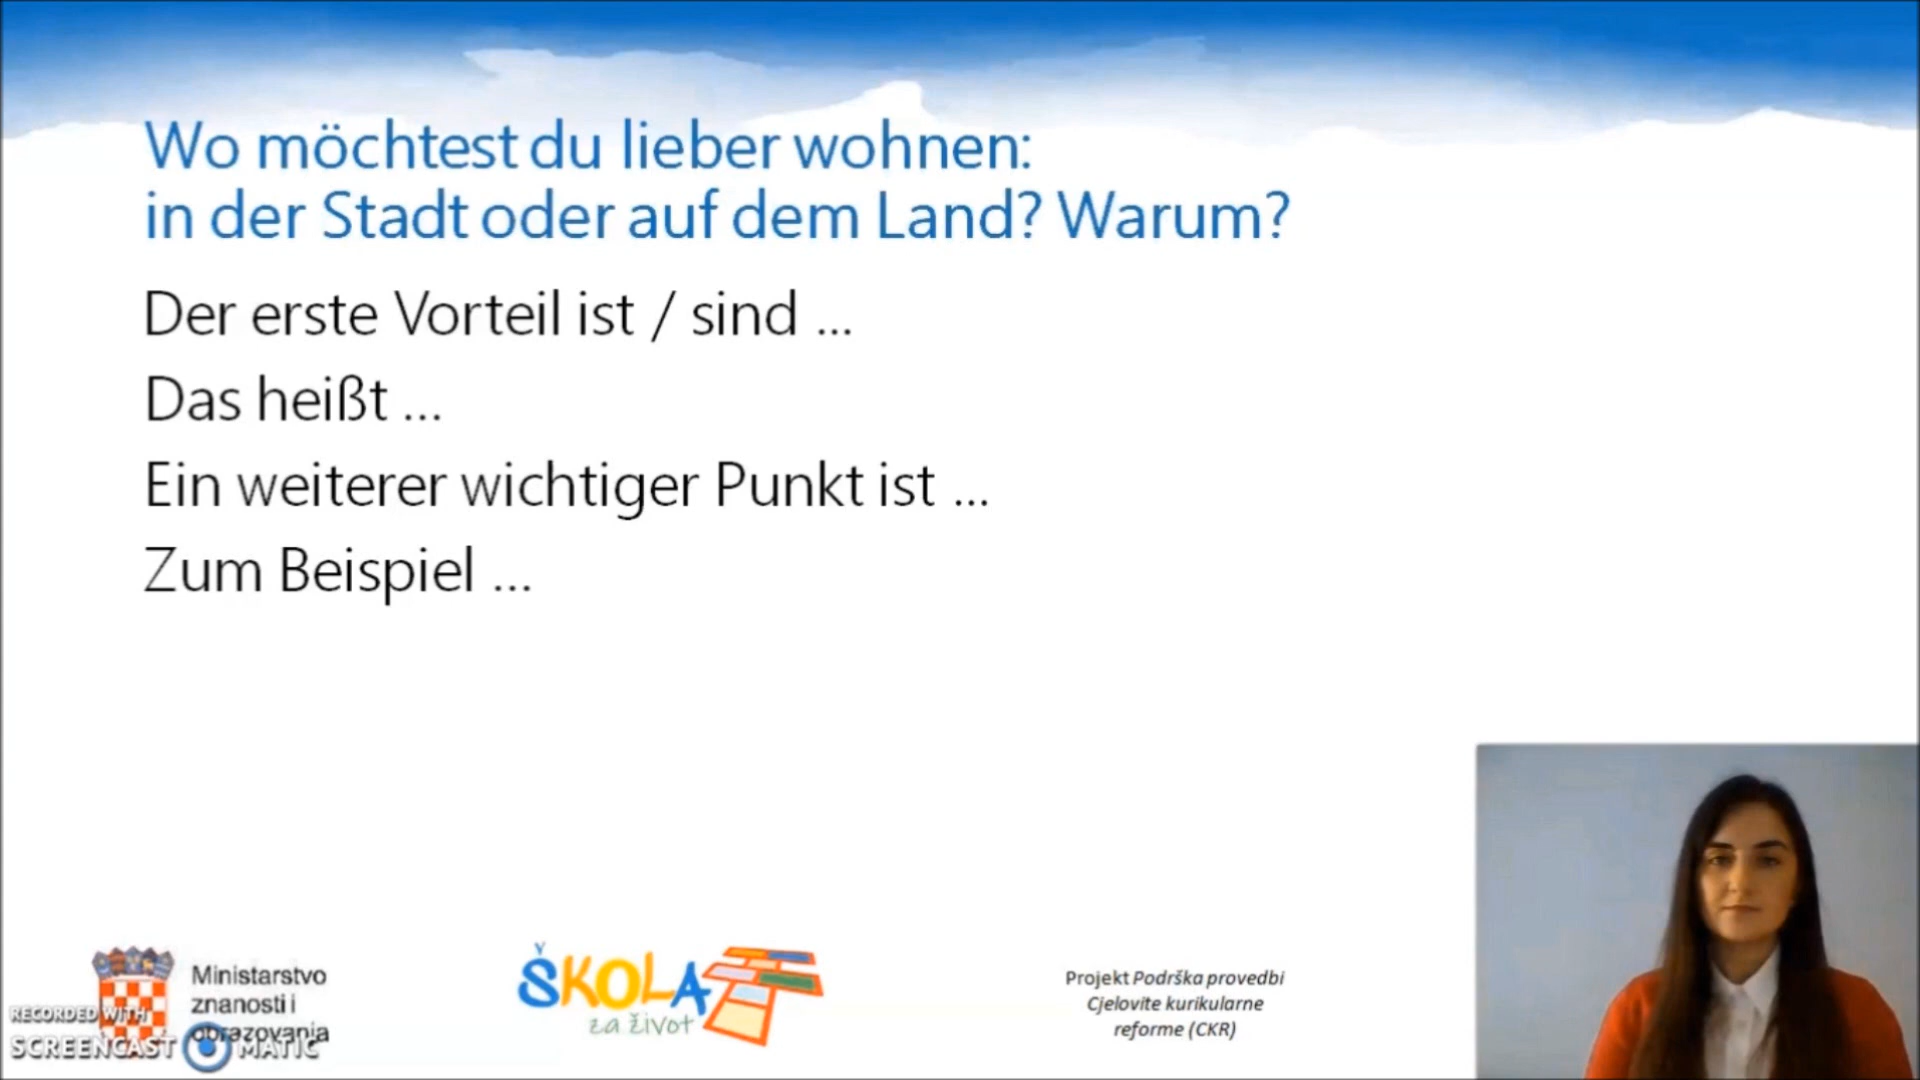 Wo möchtest du lieber wohnen:
in der Stadt oder auf dem Land? Warum?
Der erste Vorteil ist / sind ...
Das heißt ...
Ein weiterer wichtiger Punkt ist ...
Zum Beispiel ...
Ministarstvo
znanosti i
obrazovanja
RECORDED WITH
SCREENCAST MATIC
ŠKOLA
za život
Projekt Podrška provedbi
Cjelovite kurikularne
reforme (CKR)